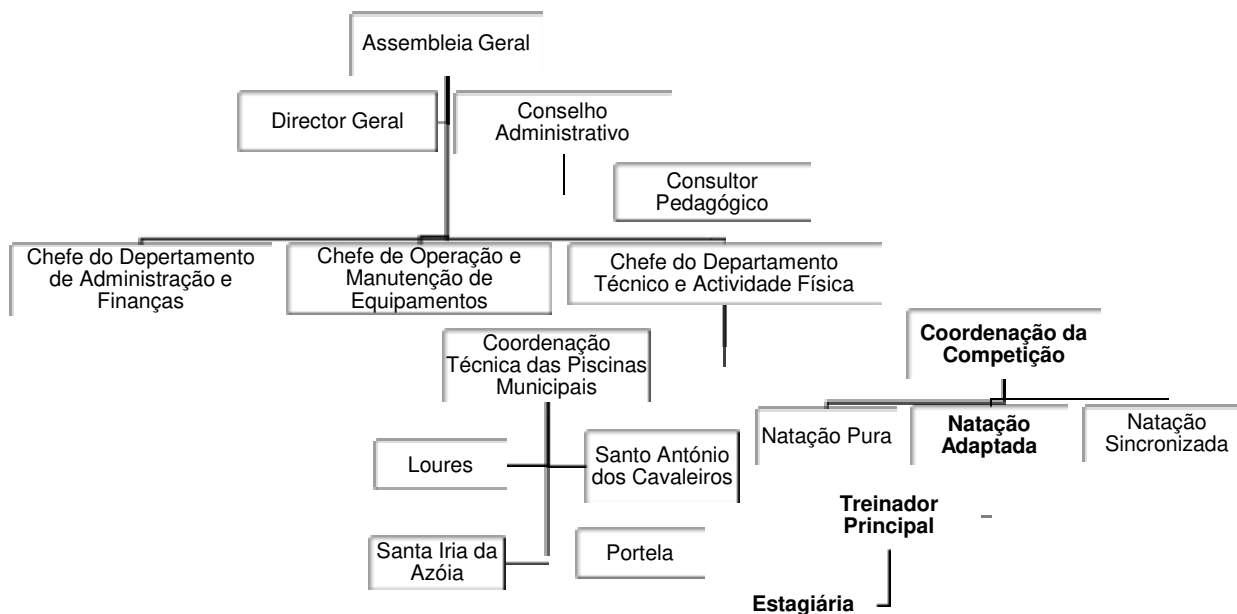 Assembleia Geral
Director Geral
Conselho
Administrativo
Consultor
Pedagógico
Chefe do Depertamento
de Administração e
Finanças
Chefe de Operação e
Manutenção de
Equipamentos
Chefe do Departamento
Técnico e Actividade Física
Coordenação
Técnica das Piscinas
Municipais
Coordenação da
Competição
Loures
Santo António
dos Cavaleiros
Santa Iria da
Azóia
Portela
Natação Pura
Natação
Adaptada
Natação
Sincronizada
Treinador
Principal
Estagiária